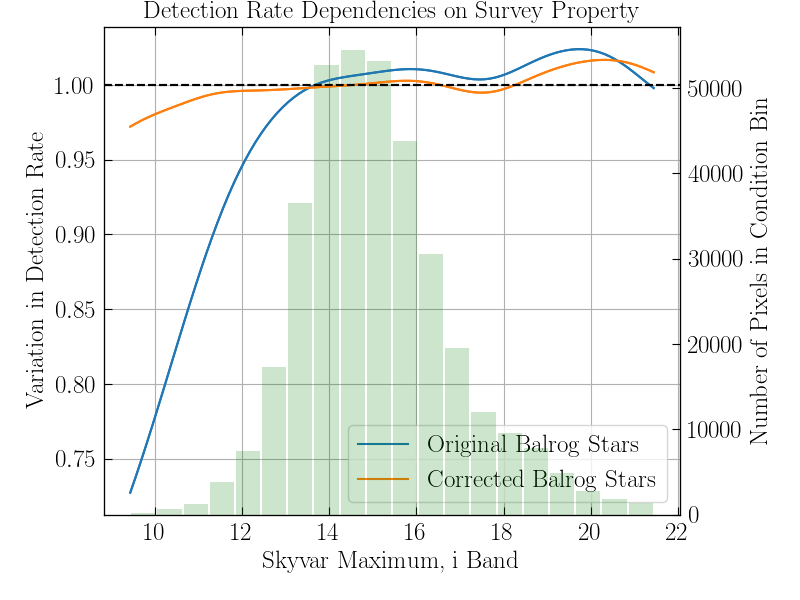 Detection Rate Dependencies on Survey Property
Variation in Detection Rate
1.00
0.95
0.90
0.85
0.80
0.75
50000
40000
30000
20000
10000
0
Number of Pixels in Condition Bin
Original Balrog Stars
Corrected Balrog Stars
10 12 14 16 18 20 22
Skyvar Maximum, i Band